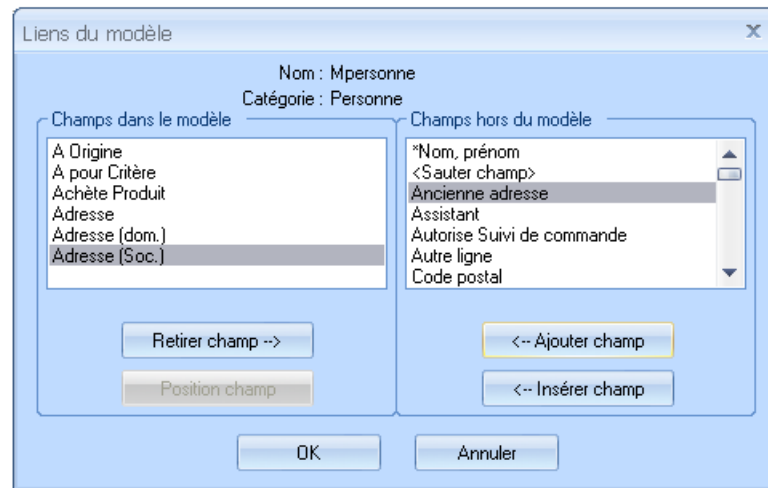 Liens du modèle
Nom : Mpersonne
Catégorie : Personne
Champs dans le modèle
A Origine
A pour Critère
Achète Produit
Adresse
Adresse (dom.)
Adresse (Soc.)
Retirer champ -->
Position champ
Champs hors du modèle
*Nom, prénom
<Sauter champ>
Ancienne adresse
Assistant
Autorise Suivi de commande
Autre ligne
Code postal
<-- Ajouter champ
<-- Insérer champ
OK
Annuler